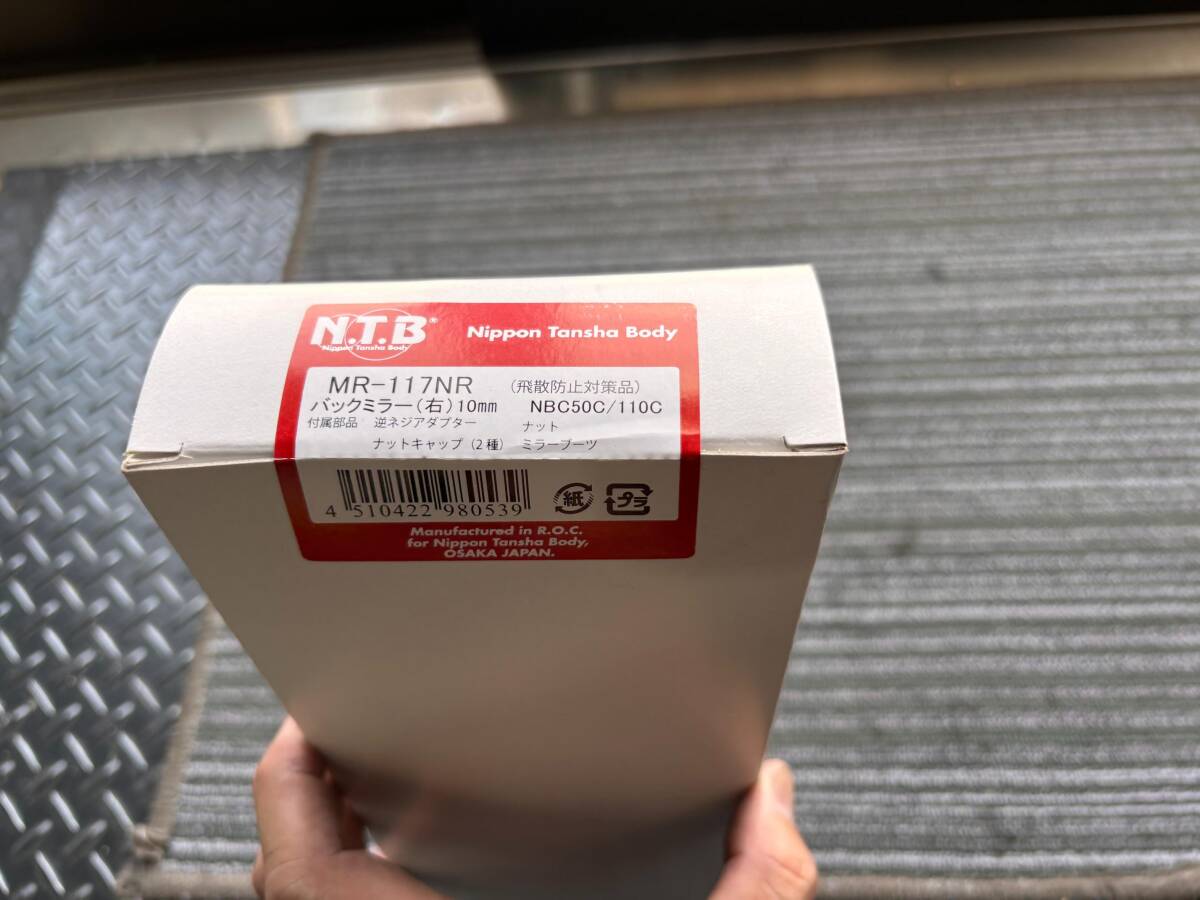 N.T.B®
Nippon Tansha Body
Nippon Tansha Body
MR-117NR (飛散防止対策品)
バックミラー(右)10mm NBC50C/110C
付属部品 逆ネジアダプター ナット
ナットキャップ(2種) ミラーブーツ
4 510422 980539
紙 プラ
Manufactured in R.O.C.
for Nippon Tansha Body,
OSAKA JAPAN.